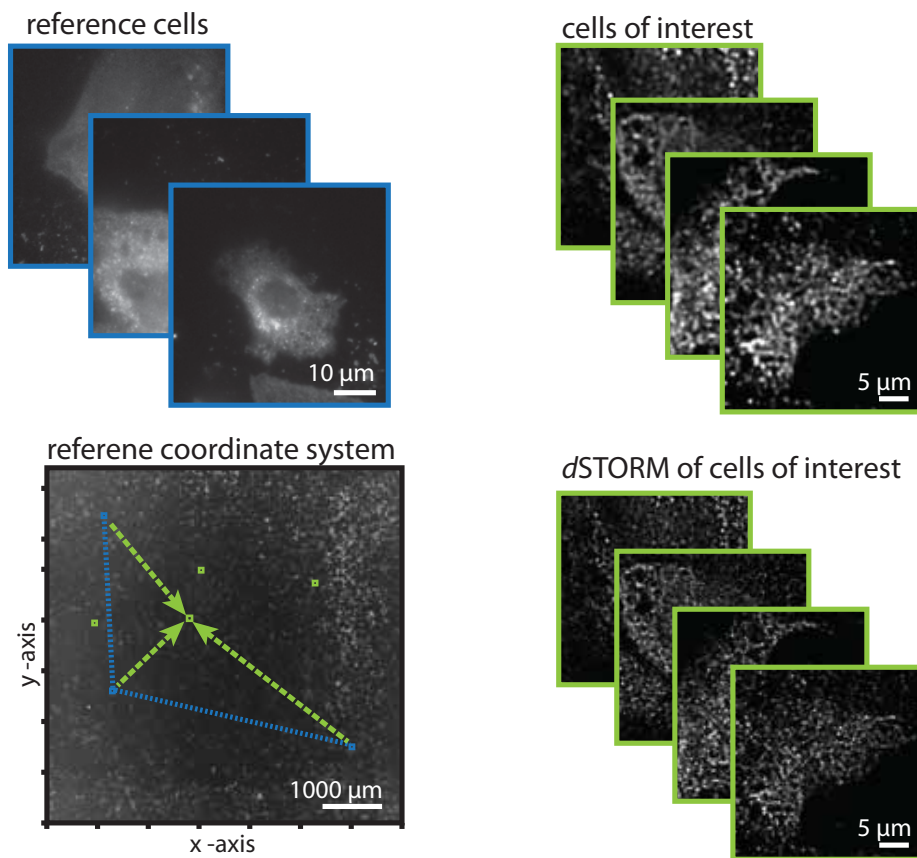 reference cells
10 μm
cells of interest
5 μm
referene coordinate system
y -axis
1000 μm
x -axis
dSTORM of cells of interest
5 μm